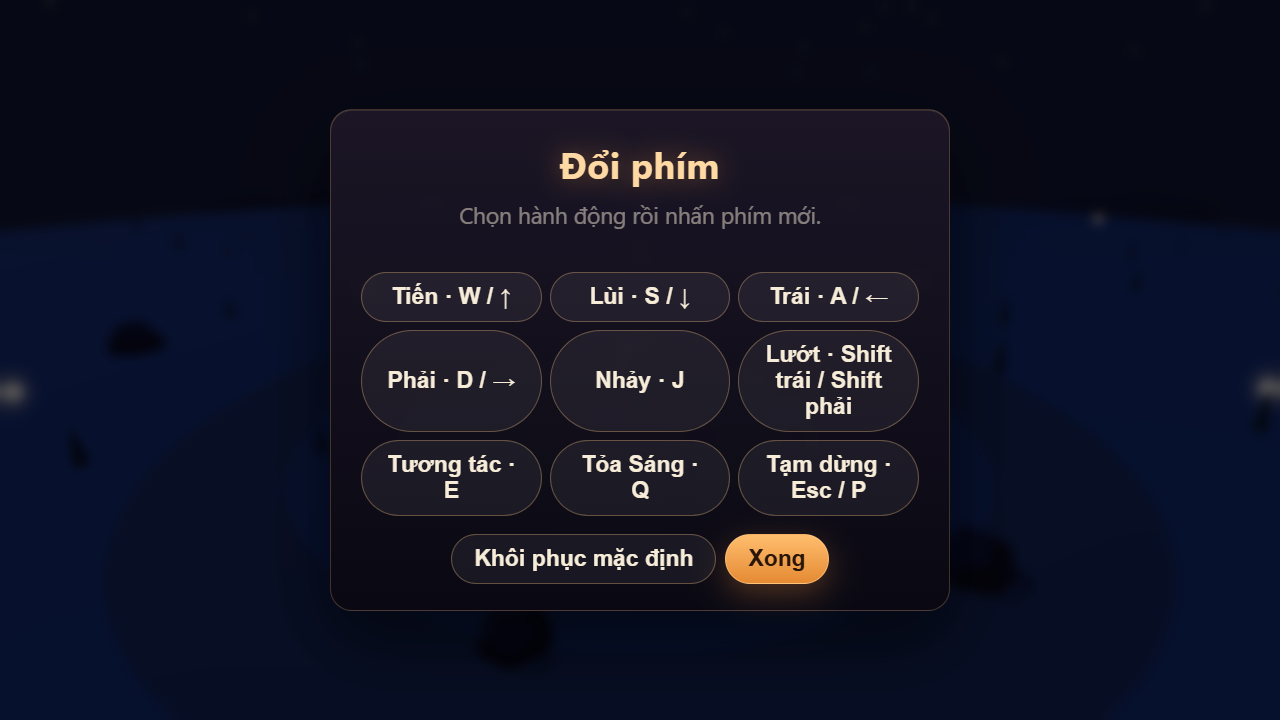 Đổi phím
Chọn hành động rồi nhấn phím mới.
Tiến · W / ↑
Lùi · S / ↓
Trái · A / ←
Phải · D / →
Nhảy · J
Lướt · Shift
trái / Shift
phải
Tương tác ·
E
Tỏa Sáng ·
Q
Tạm dừng ·
Esc / P
Khôi phục mặc định
Xong